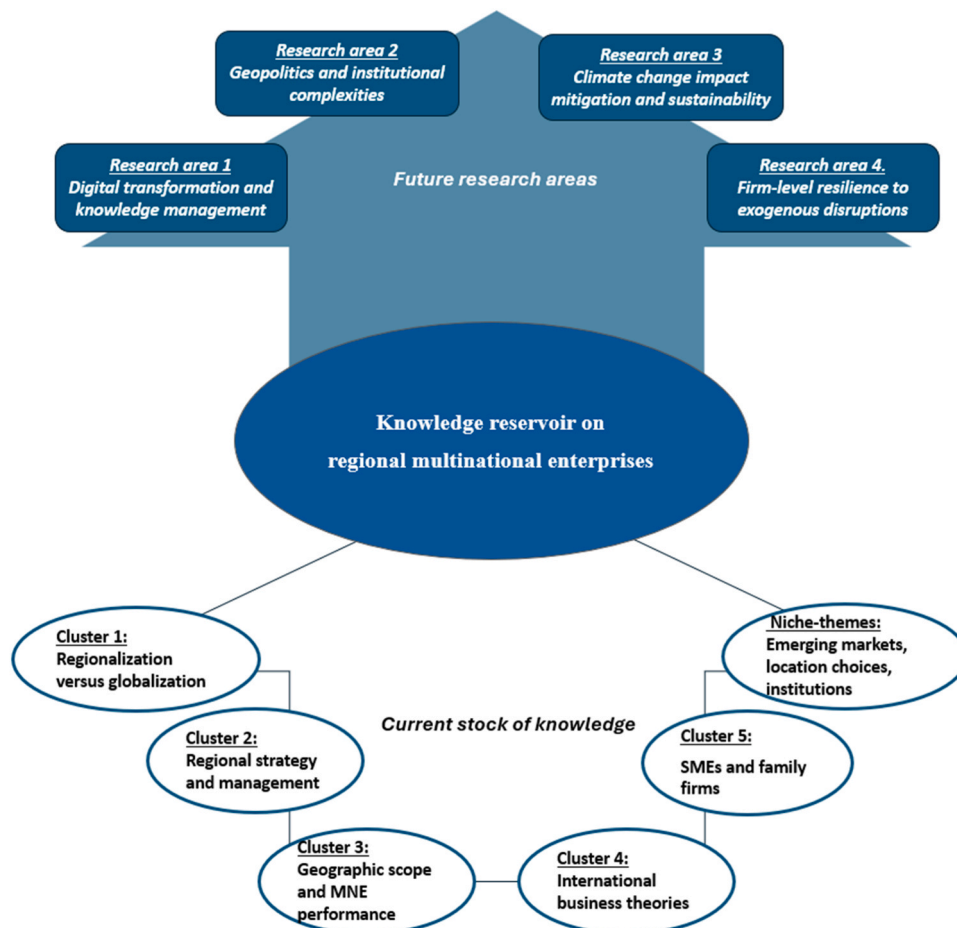 Research area 2
Geopolitics and institutional
complexities
Research area 3
Climate change impact
mitigation and sustainability
Research area 1
Digital transformation and
knowledge management
Future research areas
Research area 4.
Firm-level resilience to
exogenous disruptions
Knowledge reservoir on
regional multinational enterprises
Cluster 1:
Regionalization
versus globalization
Niche-themes:
Emerging markets,
location choices,
institutions
Current stock of knowledge
Cluster 2:
Regional strategy
and management
Cluster 5:
SMEs and family
firms
Cluster 3:
Geographic scope
and MNE
performance
Cluster 4:
International
business theories